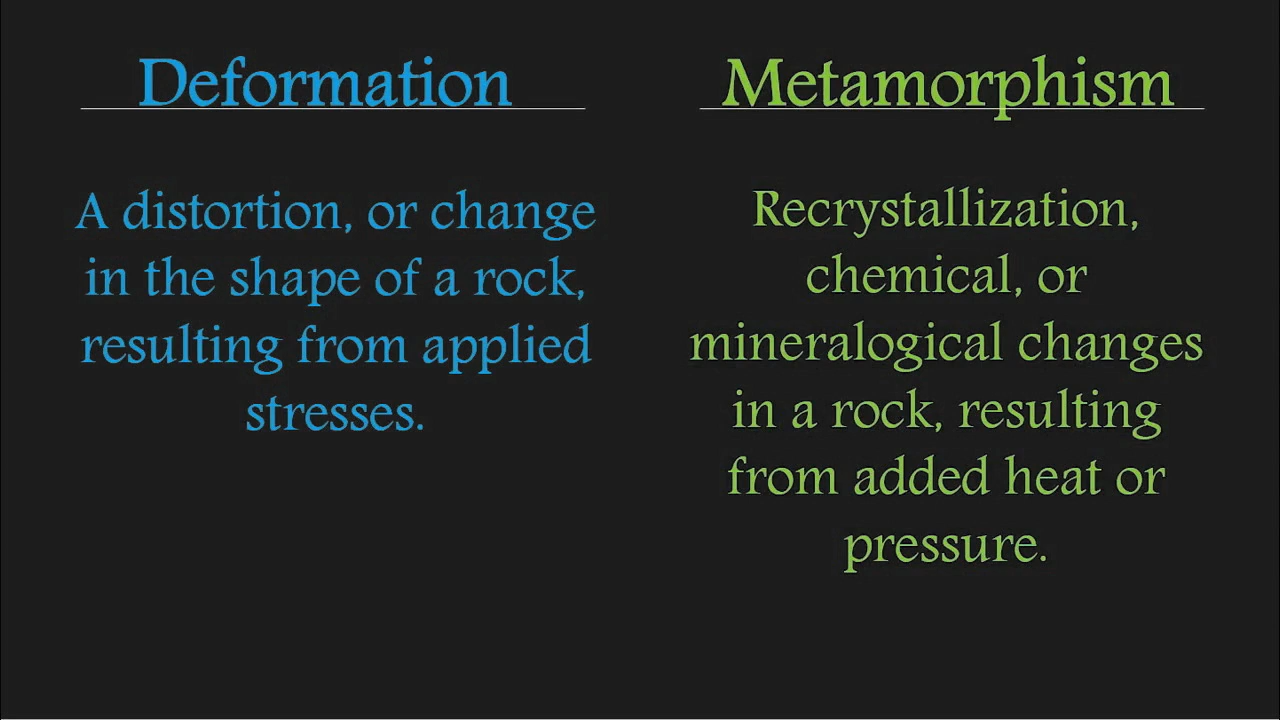 Deformation
A distortion, or change
in the shape of a rock,
resulting from applied
stresses.
Metamorphism
Recrystallization,
chemical, or
mineralogical changes
in a rock, resulting
from added heat or
pressure.